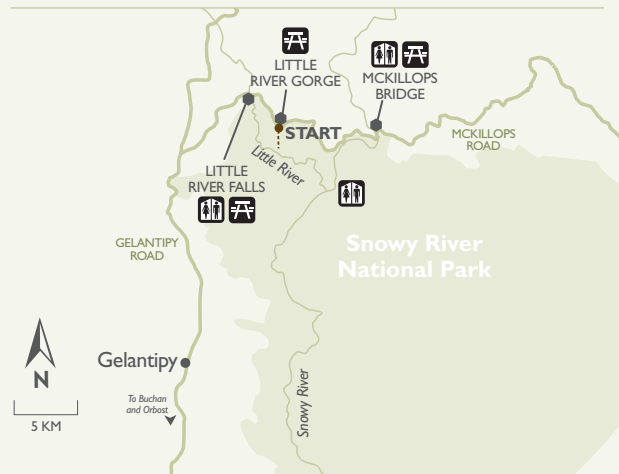 LITTLE
RIVER GORGE
MCKILLOPS
BRIDGE
START
MCKILLOPS
ROAD
Little River
LITTLE
RIVER FALLS
GELANTIPY
ROAD
Snowy River
National Park
Gelantipy
N
To Buchan
and Orbost
5 KM
Snowy River